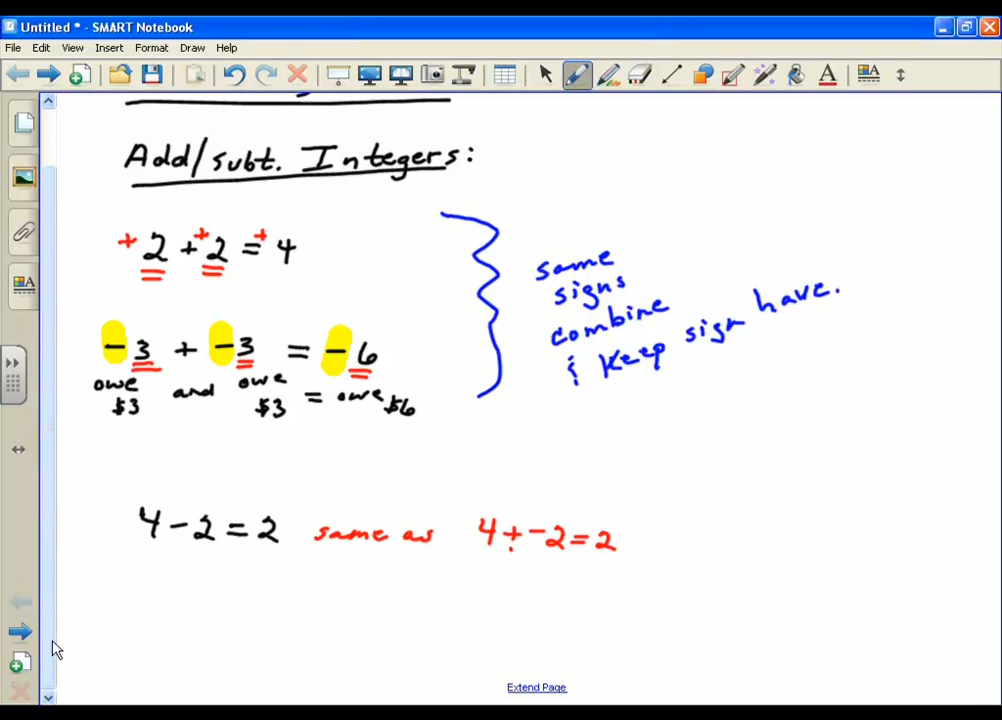 Untitled * - SMART Notebook
File Edit View Insert Format Draw Help
Add/subt. Integers:
+2 + +2 = +4
-3 + -3 = -6
owe $3 and owe $3 = owe $6
same
signs
combine
& keep sign have.
4 - 2 = 2 same as 4 + -2 = 2
Extend Page